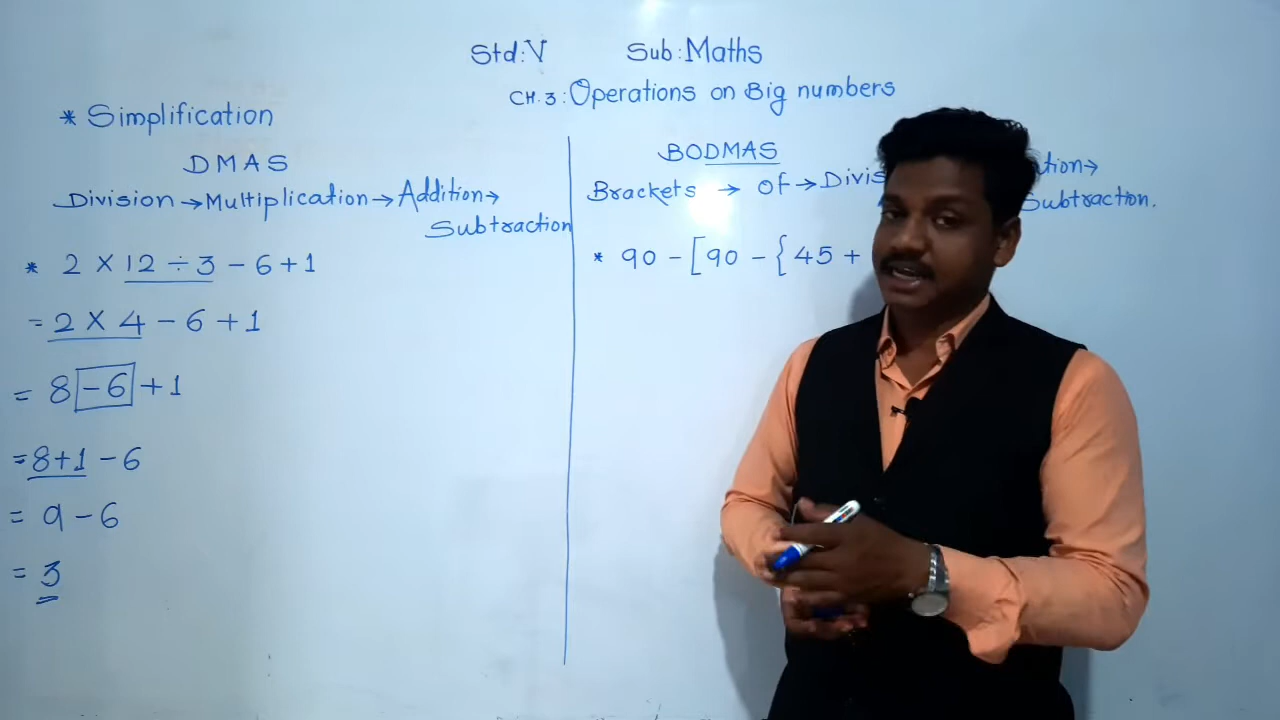 Std: V Sub: Maths
CH. 3: Operations on Big numbers
* Simplification
DMAS
Division → Multiplication → Addition →
Subtraction
* 2 × 12 ÷ 3 - 6 + 1
= 2 × 4 - 6 + 1
= 8 - 6 + 1
= 8 + 1 - 6
= 9 - 6
= 3
BODMAS
Brackets → Of → →
Subtraction.
* 90 - [90 - { 45 +